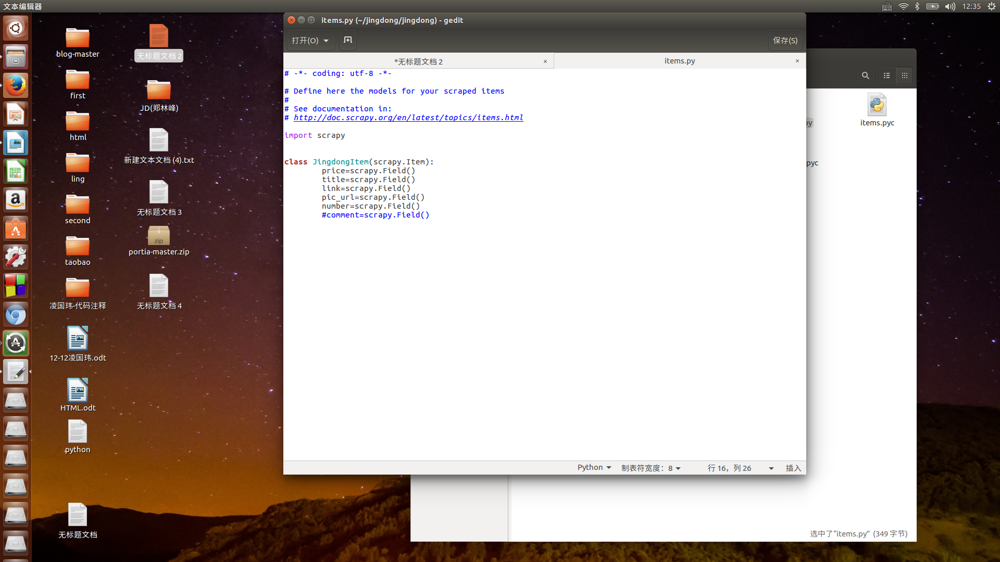 文本编辑器
12:35
blog-master
first
html
ling
second
taobao
凌国玮-代码注释
12-12凌国玮.odt
HTML.odt
python
无标题文档
无标题文档 2
JD(郑林峰)
新建文本文档 (4).txt
无标题文档 3
zip
portia-master.zip
无标题文档 4
items.py (~/jingdong/jingdong) - gedit
打开(O)
保存(S)
*无标题文档 2
items.py
# -*- coding: utf-8 -*-
# Define here the models for your scraped items
#
# See documentation in:
# http://doc.scrapy.org/en/latest/topics/items.html
import scrapy
class JingdongItem(scrapy.Item):
price=scrapy.Field()
title=scrapy.Field()
link=scrapy.Field()
pic_url=scrapy.Field()
number=scrapy.Field()
#comment=scrapy.Field()
Python
制表符宽度：8
行 16，列 26
插入
items.pyc
pyc
选中了“items.py” (349 字节)